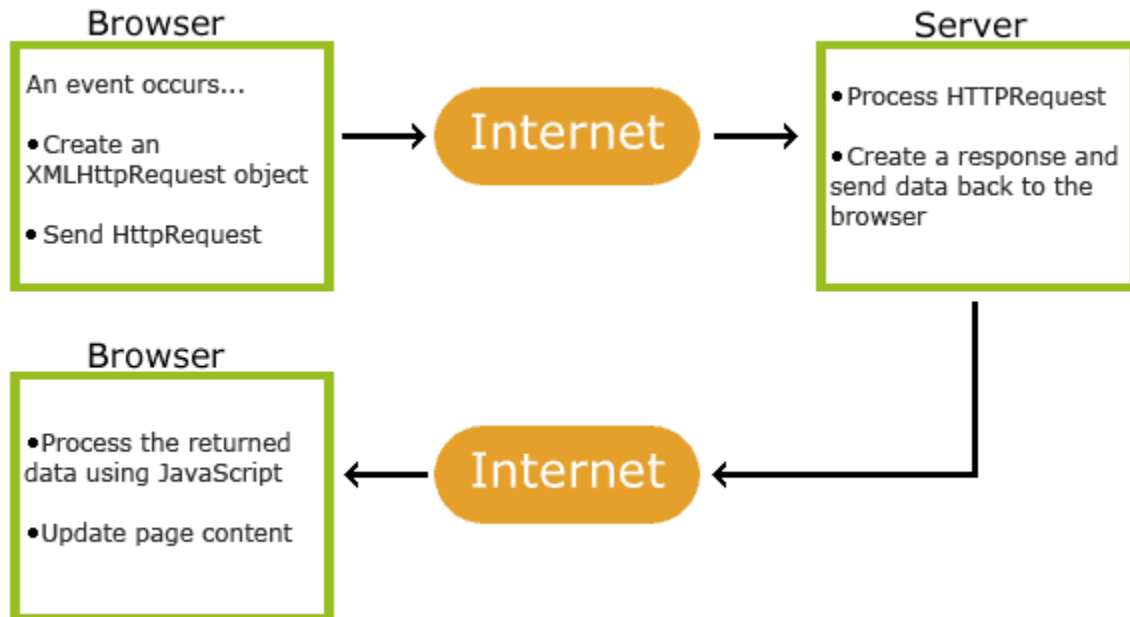 Browser
An event occurs...
•Create an
XMLHttpRequest object
•Send HttpRequest
Internet
Server
•Process HTTPRequest
•Create a response and
send data back to the
browser
Browser
•Process the returned
data using JavaScript
•Update page content
Internet